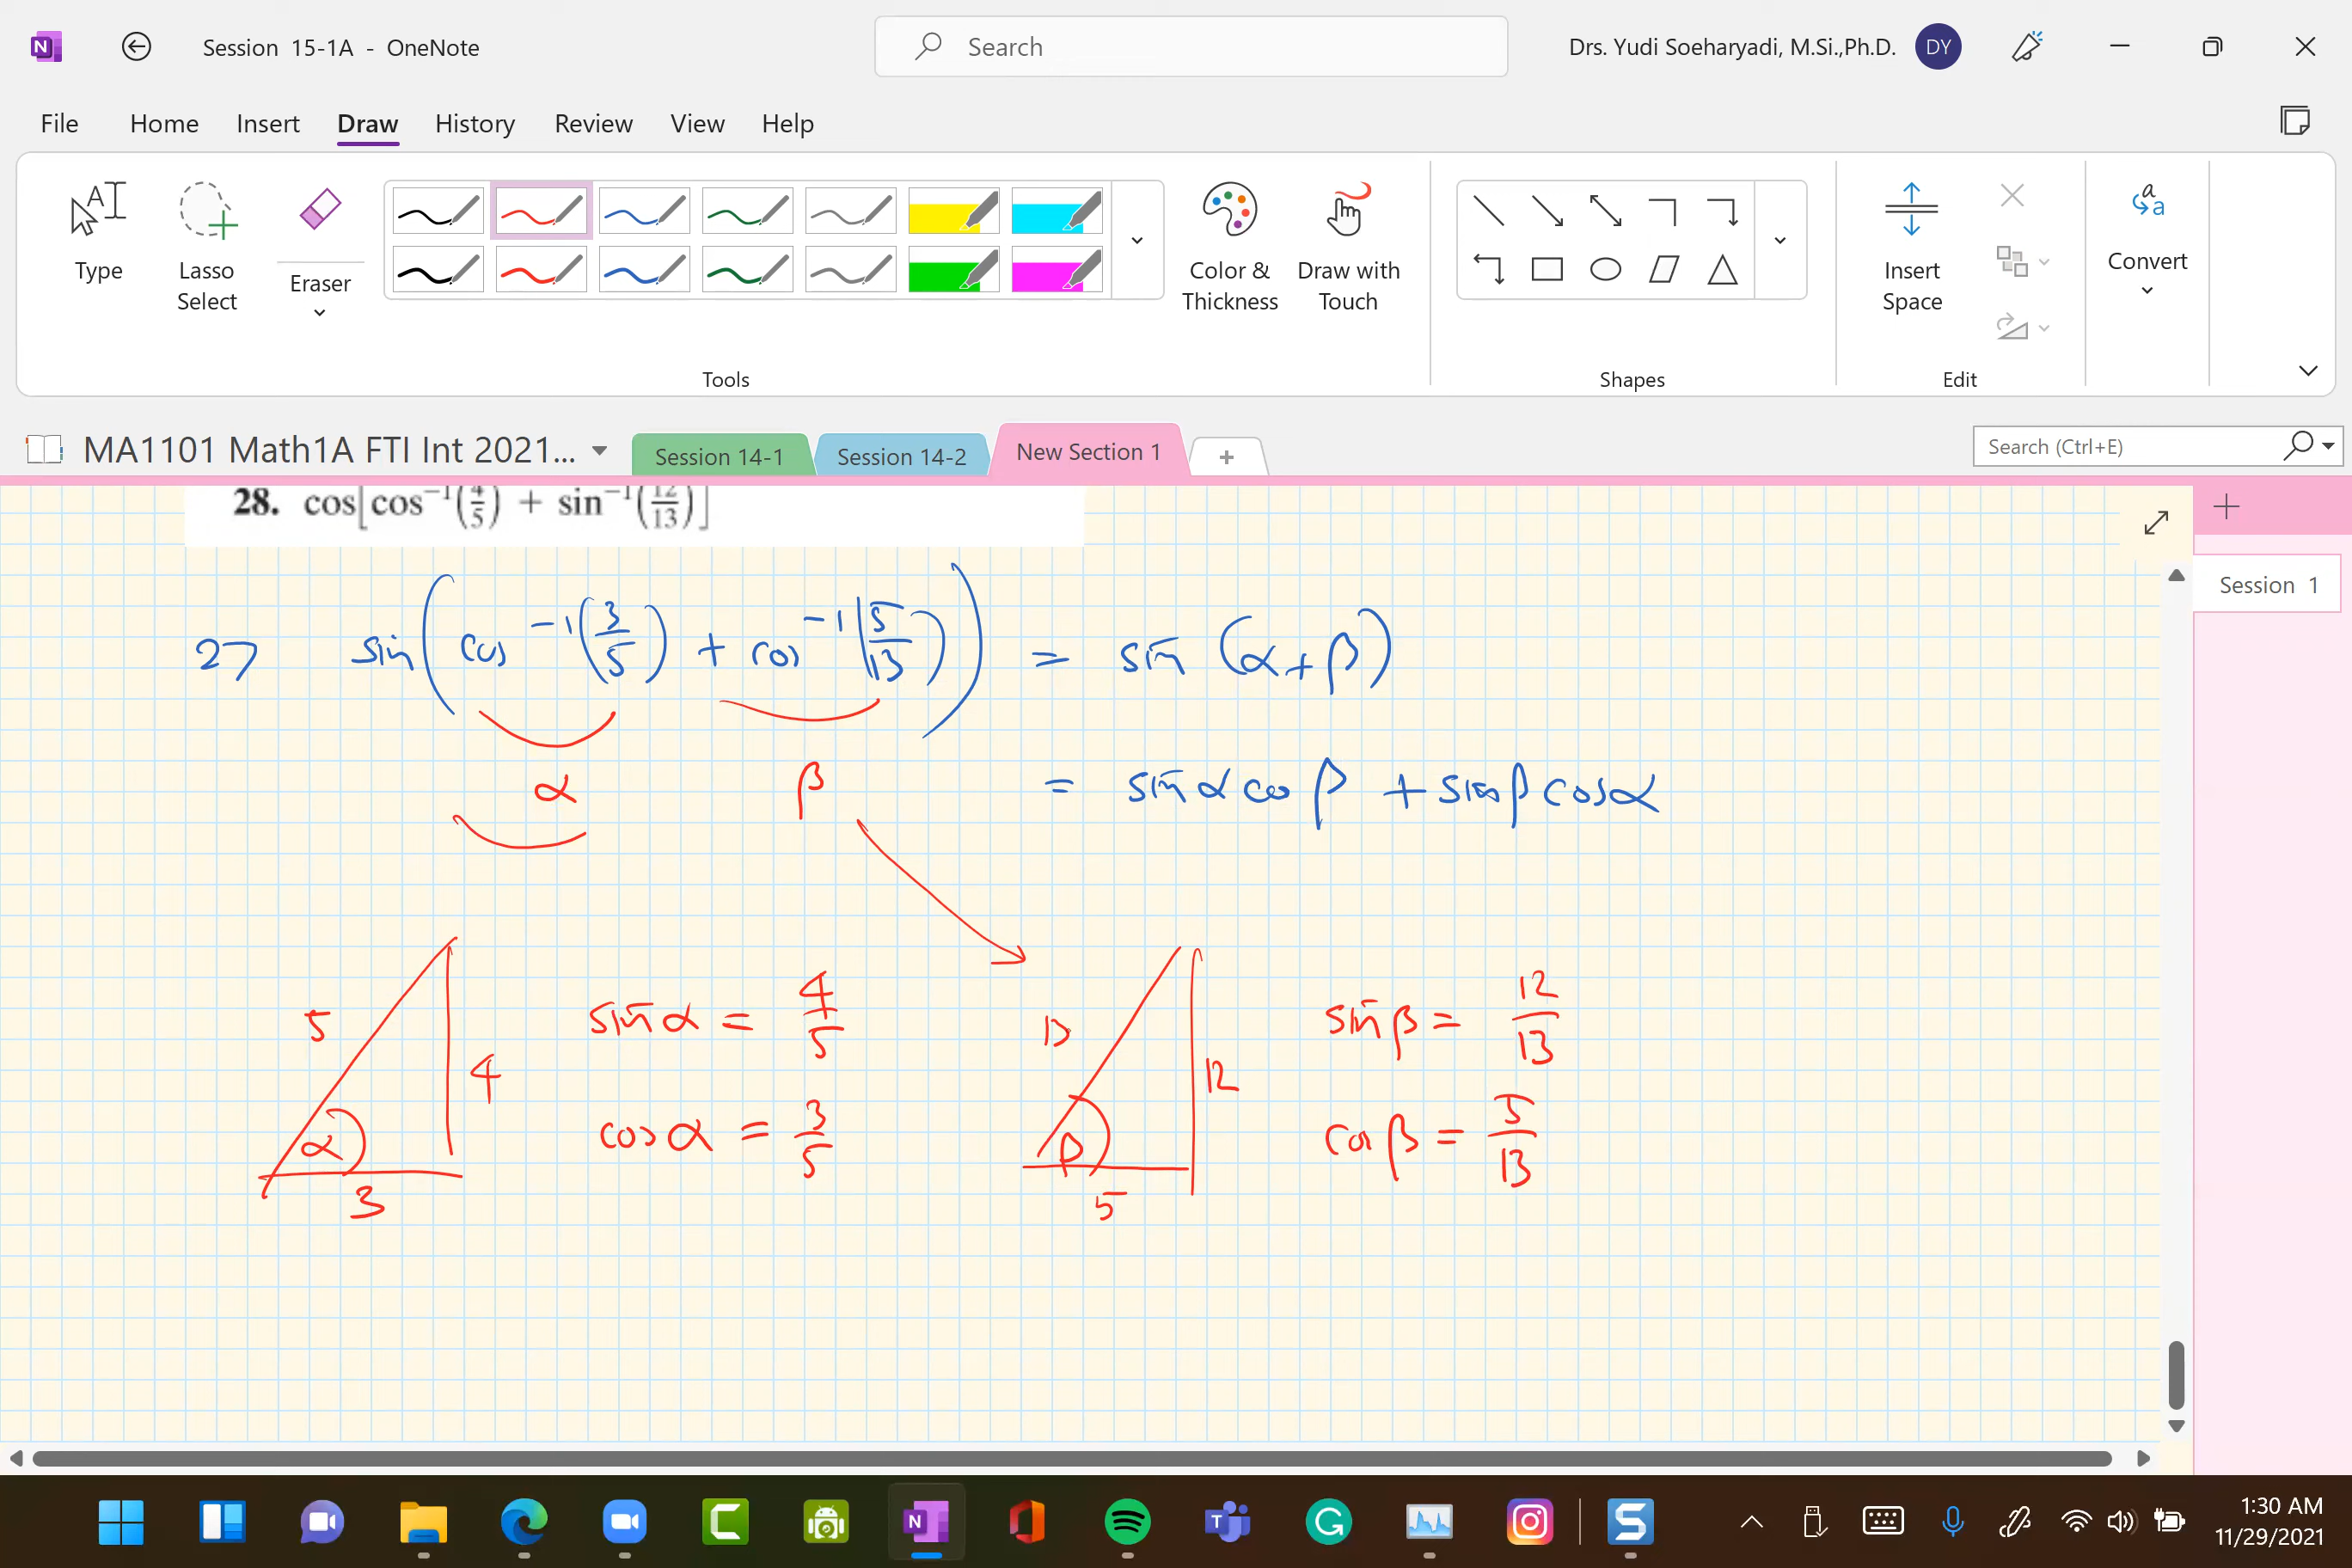 Session 15-1A - OneNote
Search
Drs. Yudi Soeharyadi, M.Si.,Ph.D.
DY
File Home Insert Draw History Review View Help
Type
Lasso Select
Eraser
Color & Thickness
Draw with Touch
Insert Space
Convert
Tools
Shapes
Edit
MA1101 Math1A FTI Int 2021...
Session 14-1
Session 14-2
New Section 1
+
Search (Ctrl+E)
28. cos[cos⁻¹(4/5) + sin⁻¹(12/13)]
Session 1
27 sin(cos⁻¹(3/5) + cos⁻¹(5/13)) = sin (α+β)
α β = sin α cos β + sin β cos α
5 4 α 3
sin α = 4/5
cos α = 3/5
13 12 β 5
sin β = 12/13
cos β = 5/13
1:30 AM
11/29/2021